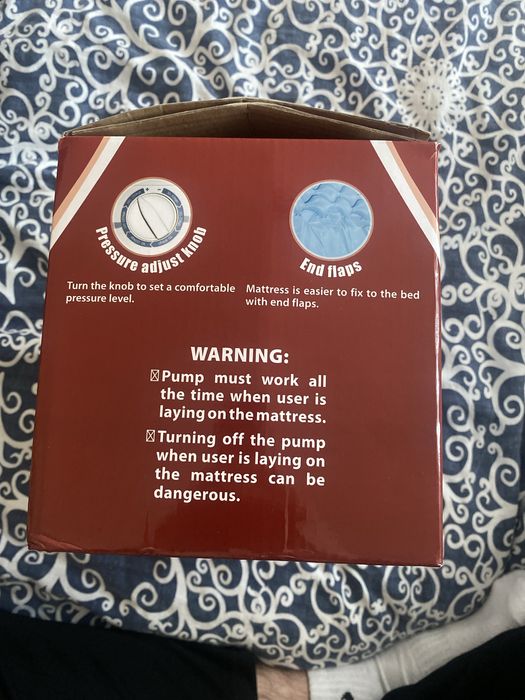 Pressure adjust knob
End flaps
Turn the knob to set a comfortable
pressure level.
Mattress is easier to fix to the bed
with end flaps.
WARNING:
Pump must work all
the time when user is
laying on the mattress.
Turning off the pump
when user is laying on
the mattress can be
dangerous.